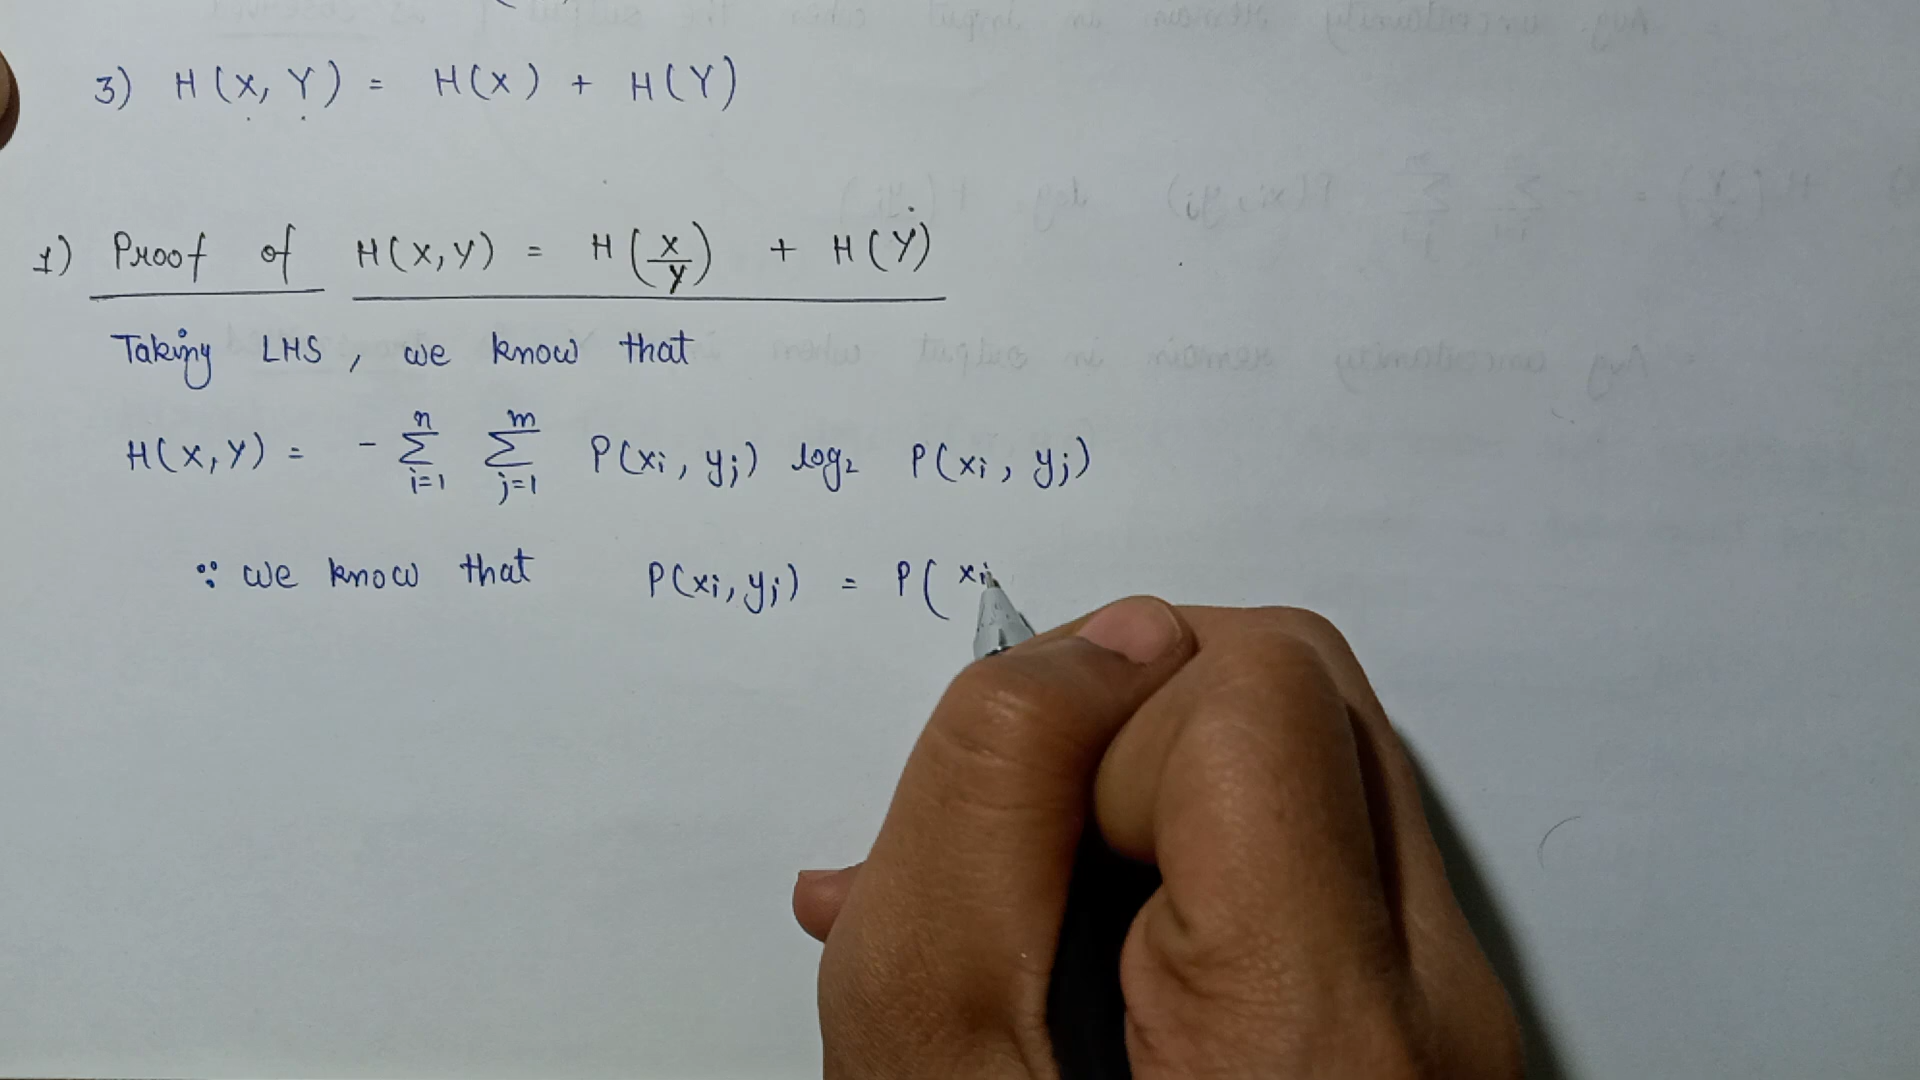 3) H(X, Y) = H(X) + H(Y)
1) Proof of H(X, Y) = H(X/Y) + H(Y)
Taking LHS, we know that
H(X, Y) = - Σ_{i=1}^{n} Σ_{j=1}^{m} P(xi, yj) log₂ P(xi, yj)
∵ we know that P(xi, yj) = P( xi